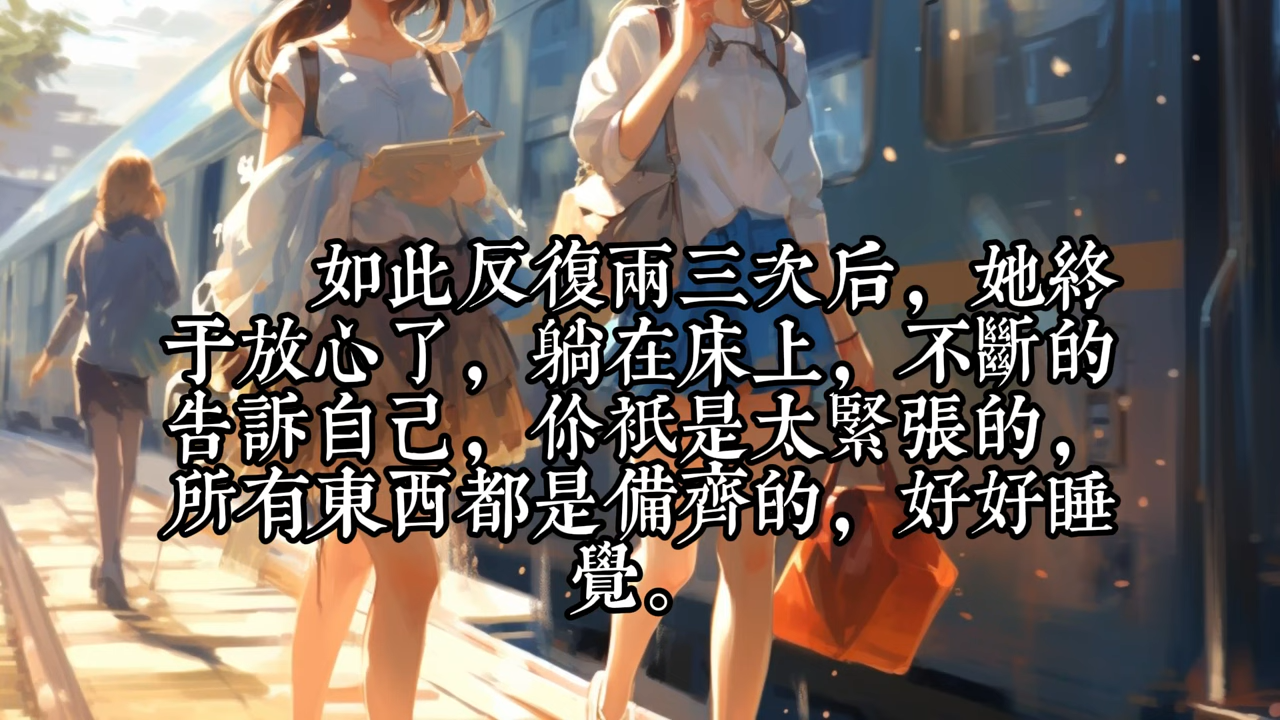 如此反復兩三次后，她終
于放心了，躺在床上，不斷的
告訴自己，伱衹是太緊張的，
所有東西都是備齊的，好好睡
覺。